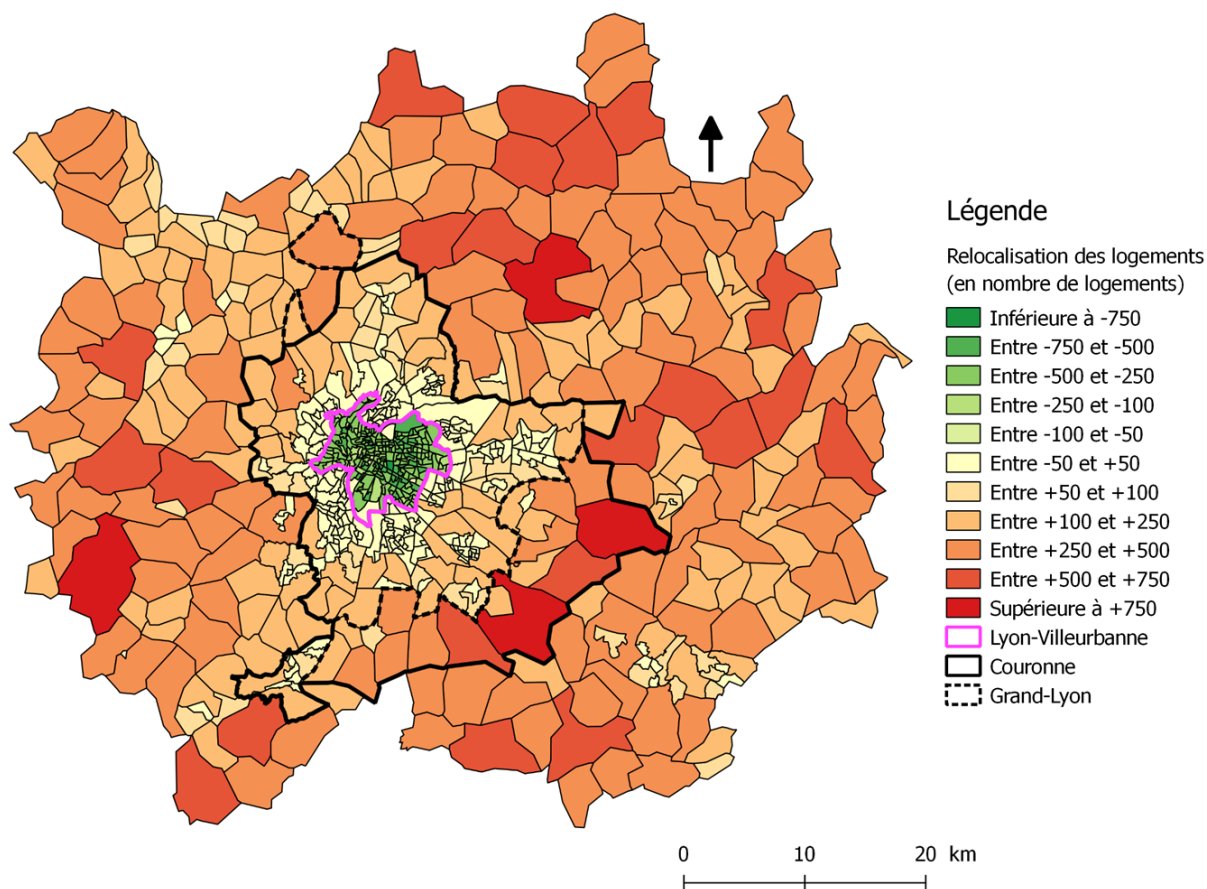 Légende
Relocalisation des logements
(en nombre de logements)
Inférieure à -750
Entre -750 et -500
Entre -500 et -250
Entre -250 et -100
Entre -100 et -50
Entre -50 et +50
Entre +50 et +100
Entre +100 et +250
Entre +250 et +500
Entre +500 et +750
Supérieure à +750
Lyon-Villeurbanne
Couronne
Grand-Lyon
0 10 20 km